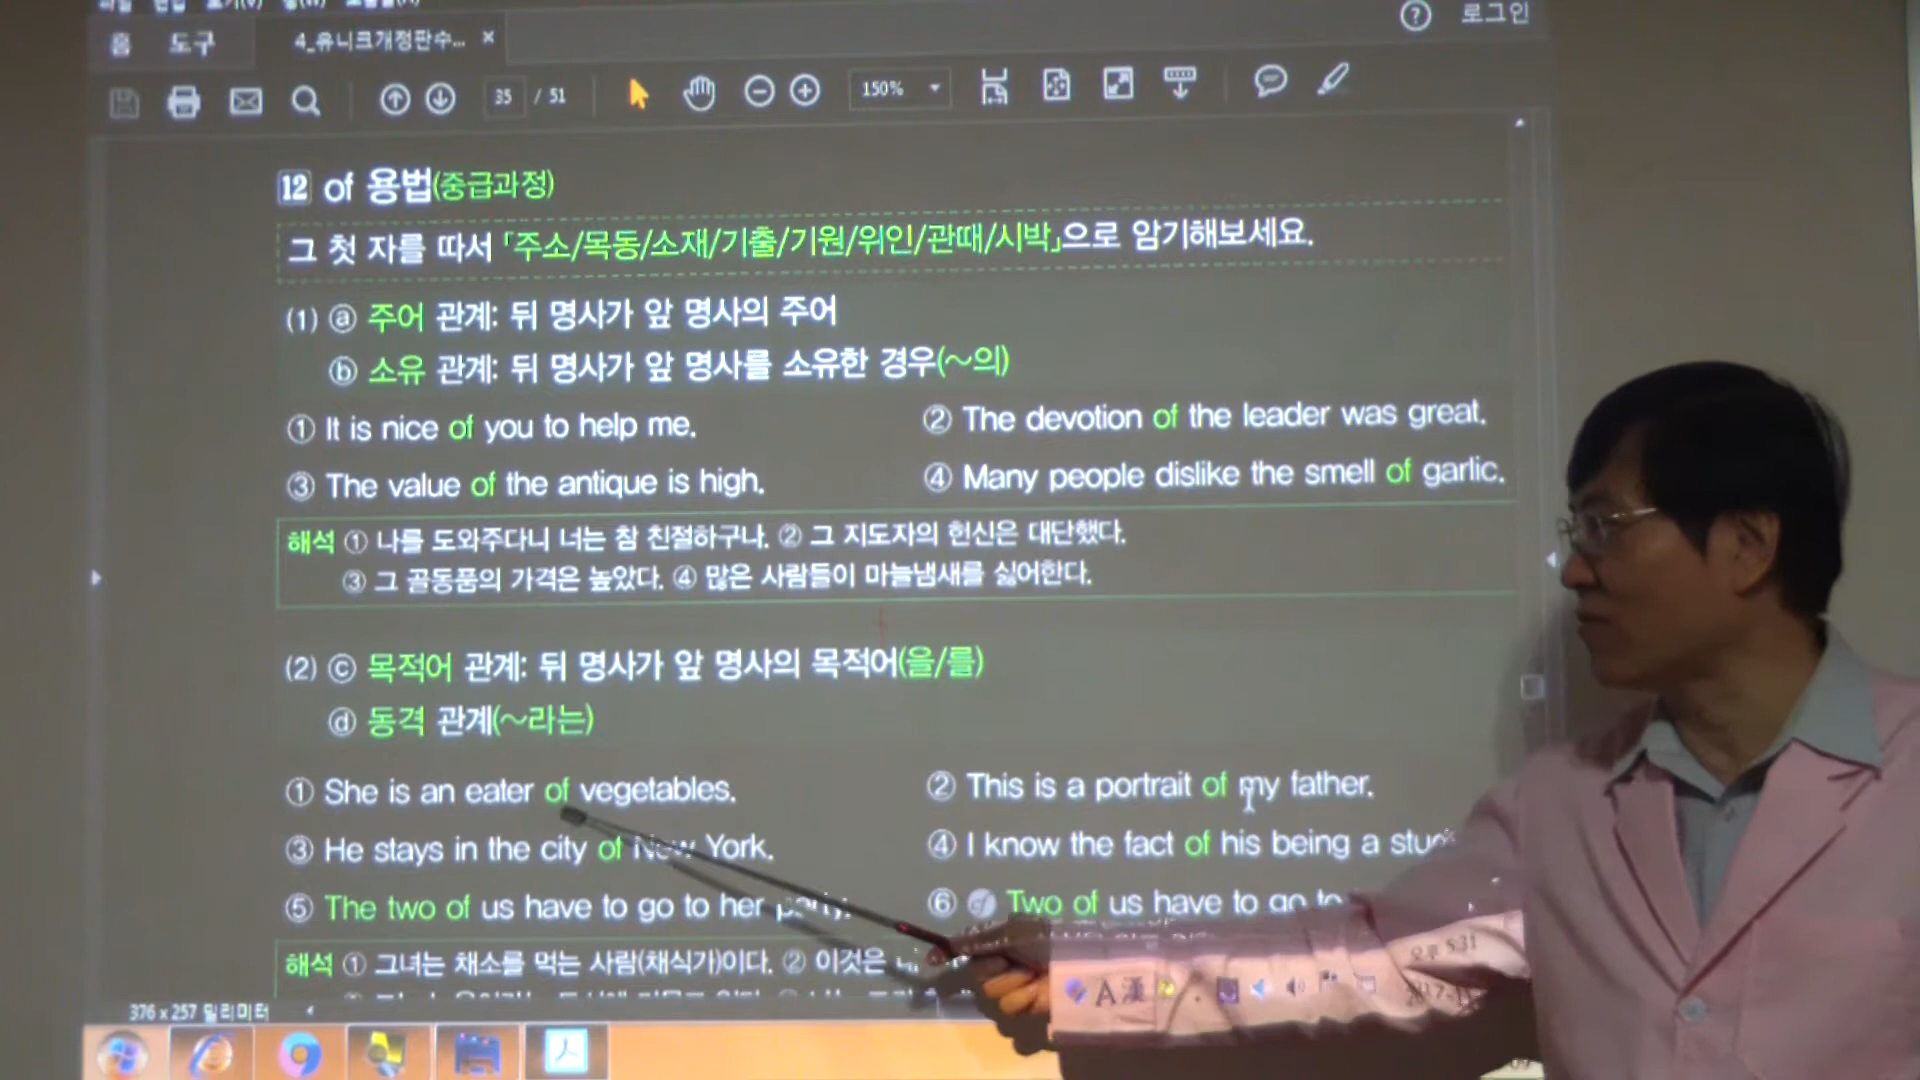 홈 도구 4_유니크개정판수... × ? 로그인
35 / 51 150%
12 of 용법(중급과정)
그 첫 자를 따서 「주소/목동/소재/기출/기원/위인/관때/시박」으로 암기해보세요.
(1) ⓐ 주어 관계: 뒤 명사가 앞 명사의 주어
ⓑ 소유 관계: 뒤 명사가 앞 명사를 소유한 경우(~의)
① It is nice of you to help me. ② The devotion of the leader was great.
③ The value of the antique is high. ④ Many people dislike the smell of garlic.
해석 ① 나를 도와주다니 너는 참 친절하구나. ② 그 지도자의 헌신은 대단했다.
③ 그 골동품의 가격은 높았다. ④ 많은 사람들이 마늘냄새를 싫어한다.
(2) ⓒ 목적어 관계: 뒤 명사가 앞 명사의 목적어(을/를)
ⓓ 동격 관계(~라는)
① She is an eater of vegetables. ② This is a portrait of my father.
③ He stays in the city of New York. ④ I know the fact of his being a
⑤ The two of us have to go to her party. ⑥ Two of us have to go to
해석 ① 그녀는 채소를 먹는 사람(채식가)이다. ② 이것은
376 x 257 밀리미터
A 漢
오후 5:31